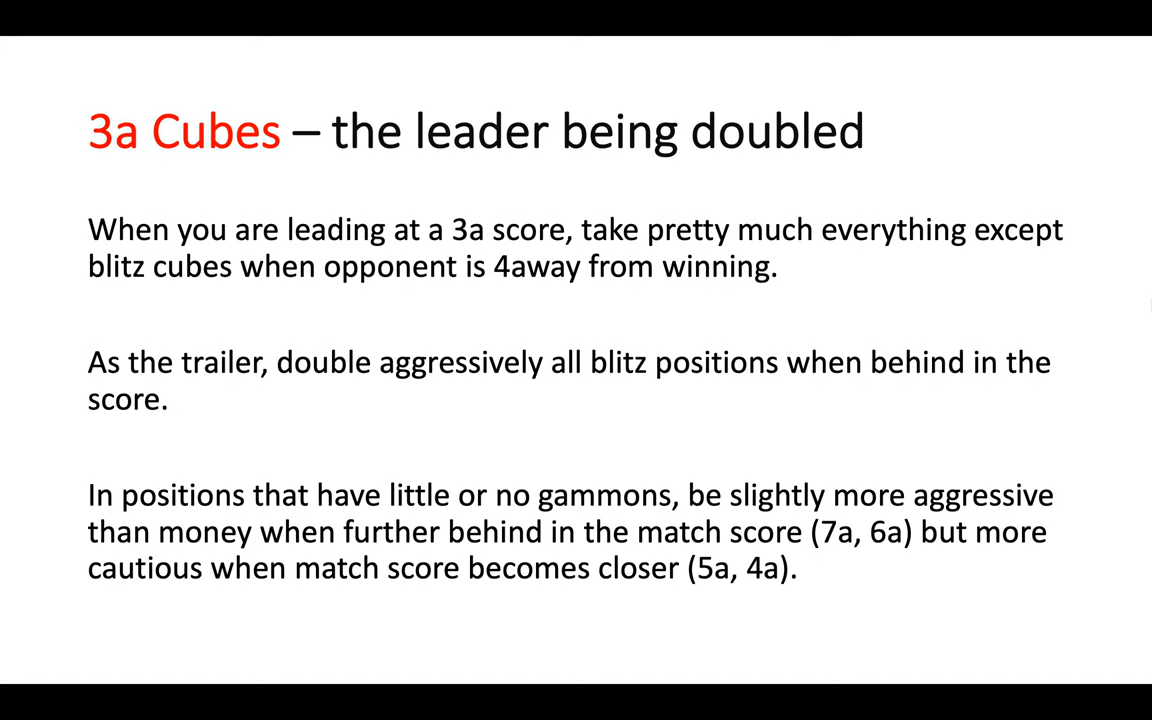 3a Cubes – the leader being doubled
When you are leading at a 3a score, take pretty much everything except
blitz cubes when opponent is 4away from winning.
As the trailer, double aggressively all blitz positions when behind in the
score.
In positions that have little or no gammons, be slightly more aggressive
than money when further behind in the match score (7a, 6a) but more
cautious when match score becomes closer (5a, 4a).